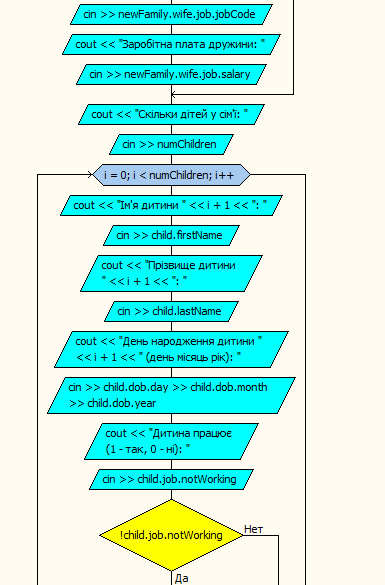 cin >> newFamily.wife.job.jobCode
cout << "Заробітна плата дружини: "
cin >> newFamily.wife.job.salary
cout << "Скільки дітей у сім'ї: "
cin >> numChildren
i = 0; i < numChildren; i++
cout << "Ім'я дитини " << i + 1 << ": "
cin >> child.firstName
cout << "Прізвище дитини
" << i + 1 << ": "
cin >> child.lastName
cout << "День народження дитини "
<< i + 1 << " (день місяць рік): "
cin >> child.dob.day >> child.dob.month
>> child.dob.year
cout << "Дитина працює
(1 - так, 0 - ні): "
cin >> child.job.notWorking
!child.job.notWorking
Нет
Да